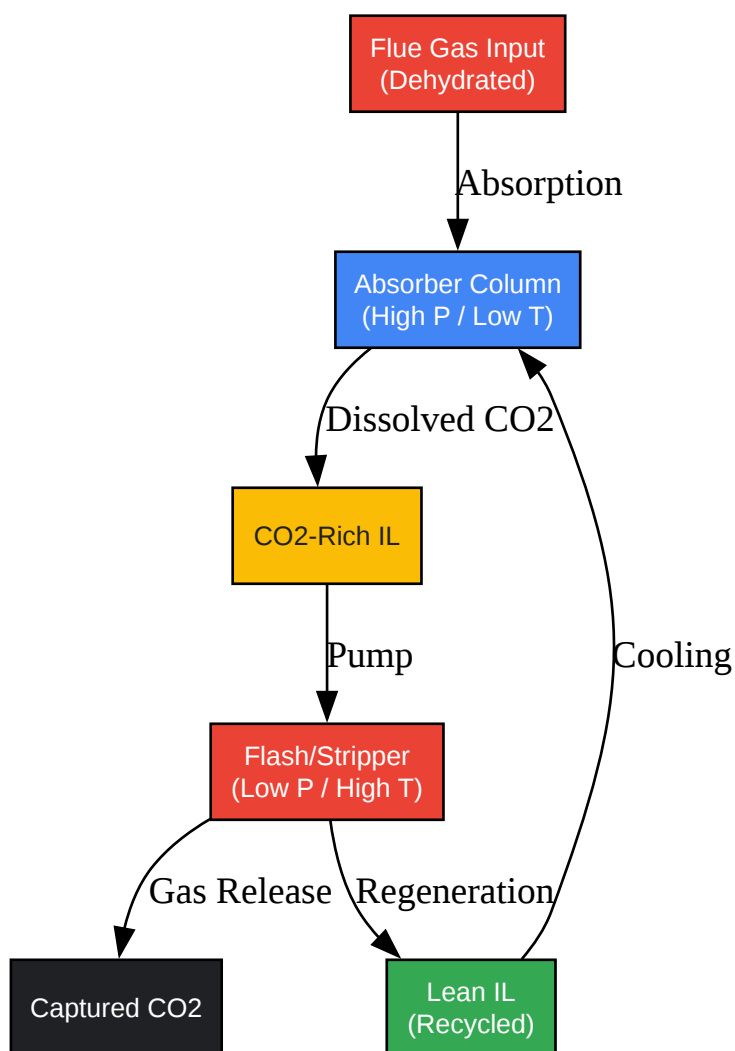 Flue Gas Input
(Dehydrated)
Absorption
Absorber Column
(High P / Low T)
Dissolved CO2
CO2-Rich IL
Pump
Cooling
Flash/Stripper
(Low P / High T)
Gas Release
Regeneration
Captured CO2
Lean IL
(Recycled)